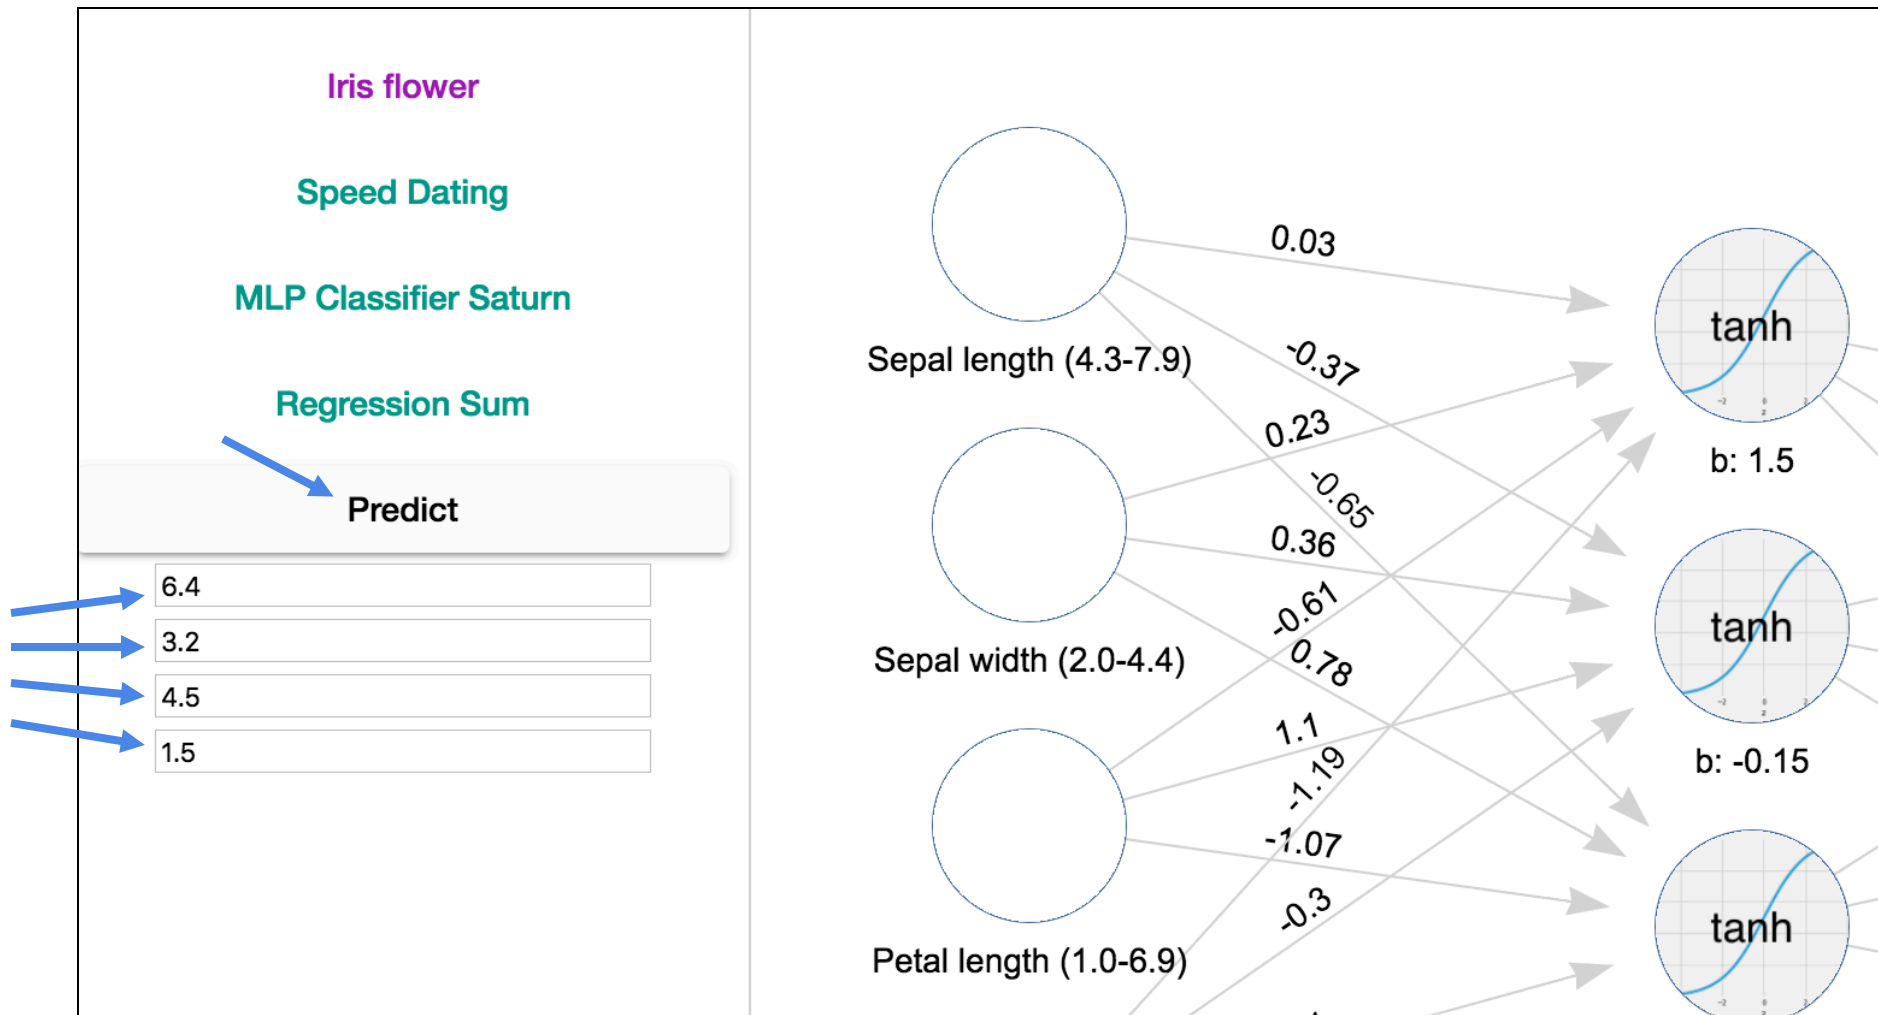 Iris flower
Speed Dating
MLP Classifier Saturn
Regression Sum
Predict
6.4
3.2
4.5
1.5
0.03
-0.37
-0.65
Sepal length (4.3-7.9)
0.23
0.36
0.78
Sepal width (2.0-4.4)
-0.61
1.1
-1.07
Petal length (1.0-6.9)
-1.19
-0.3
tanh
b: 1.5
tanh
b: -0.15
tanh